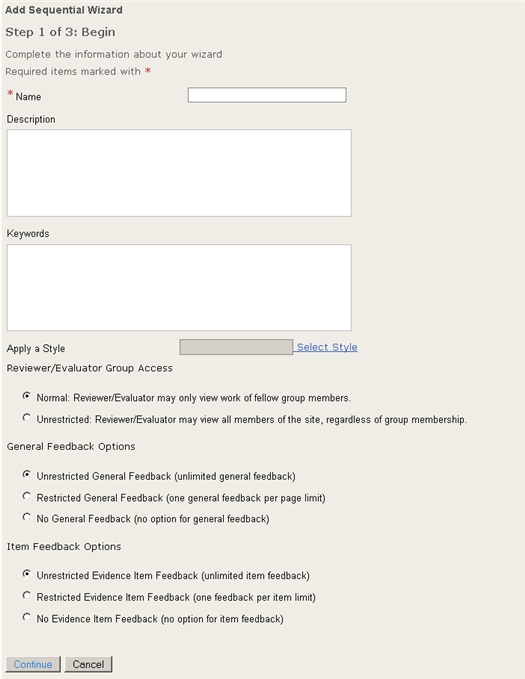 Add Sequential Wizard
Step 1 of 3: Begin
Complete the information about your wizard
Required items marked with *
* Name
Description
Keywords
Apply a Style Select Style
Reviewer/Evaluator Group Access
Normal: Reviewer/Evaluator may only view work of fellow group members.
Unrestricted: Reviewer/Evaluator may view all members of the site, regardless of group membership.
General Feedback Options
Unrestricted General Feedback (unlimited general feedback)
Restricted General Feedback (one general feedback per page limit)
No General Feedback (no option for general feedback)
Item Feedback Options
Unrestricted Evidence Item Feedback (unlimited item feedback)
Restricted Evidence Item Feedback (one feedback per item limit)
No Evidence Item Feedback (no option for item feedback)
Continue Cancel